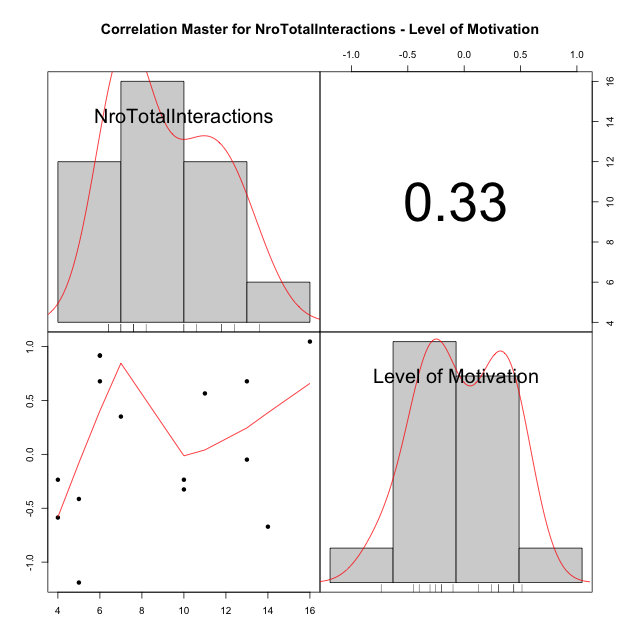 Correlation Master for NroTotalInteractions - Level of Motivation
-1.0 -0.5 0.0 0.5 1.0
NroTotalInteractions
0.33
16
14
12
10
8
6
4
1.0
0.5
0.0
-0.5
-1.0
Level of Motivation
4 6 8 10 12 14 16